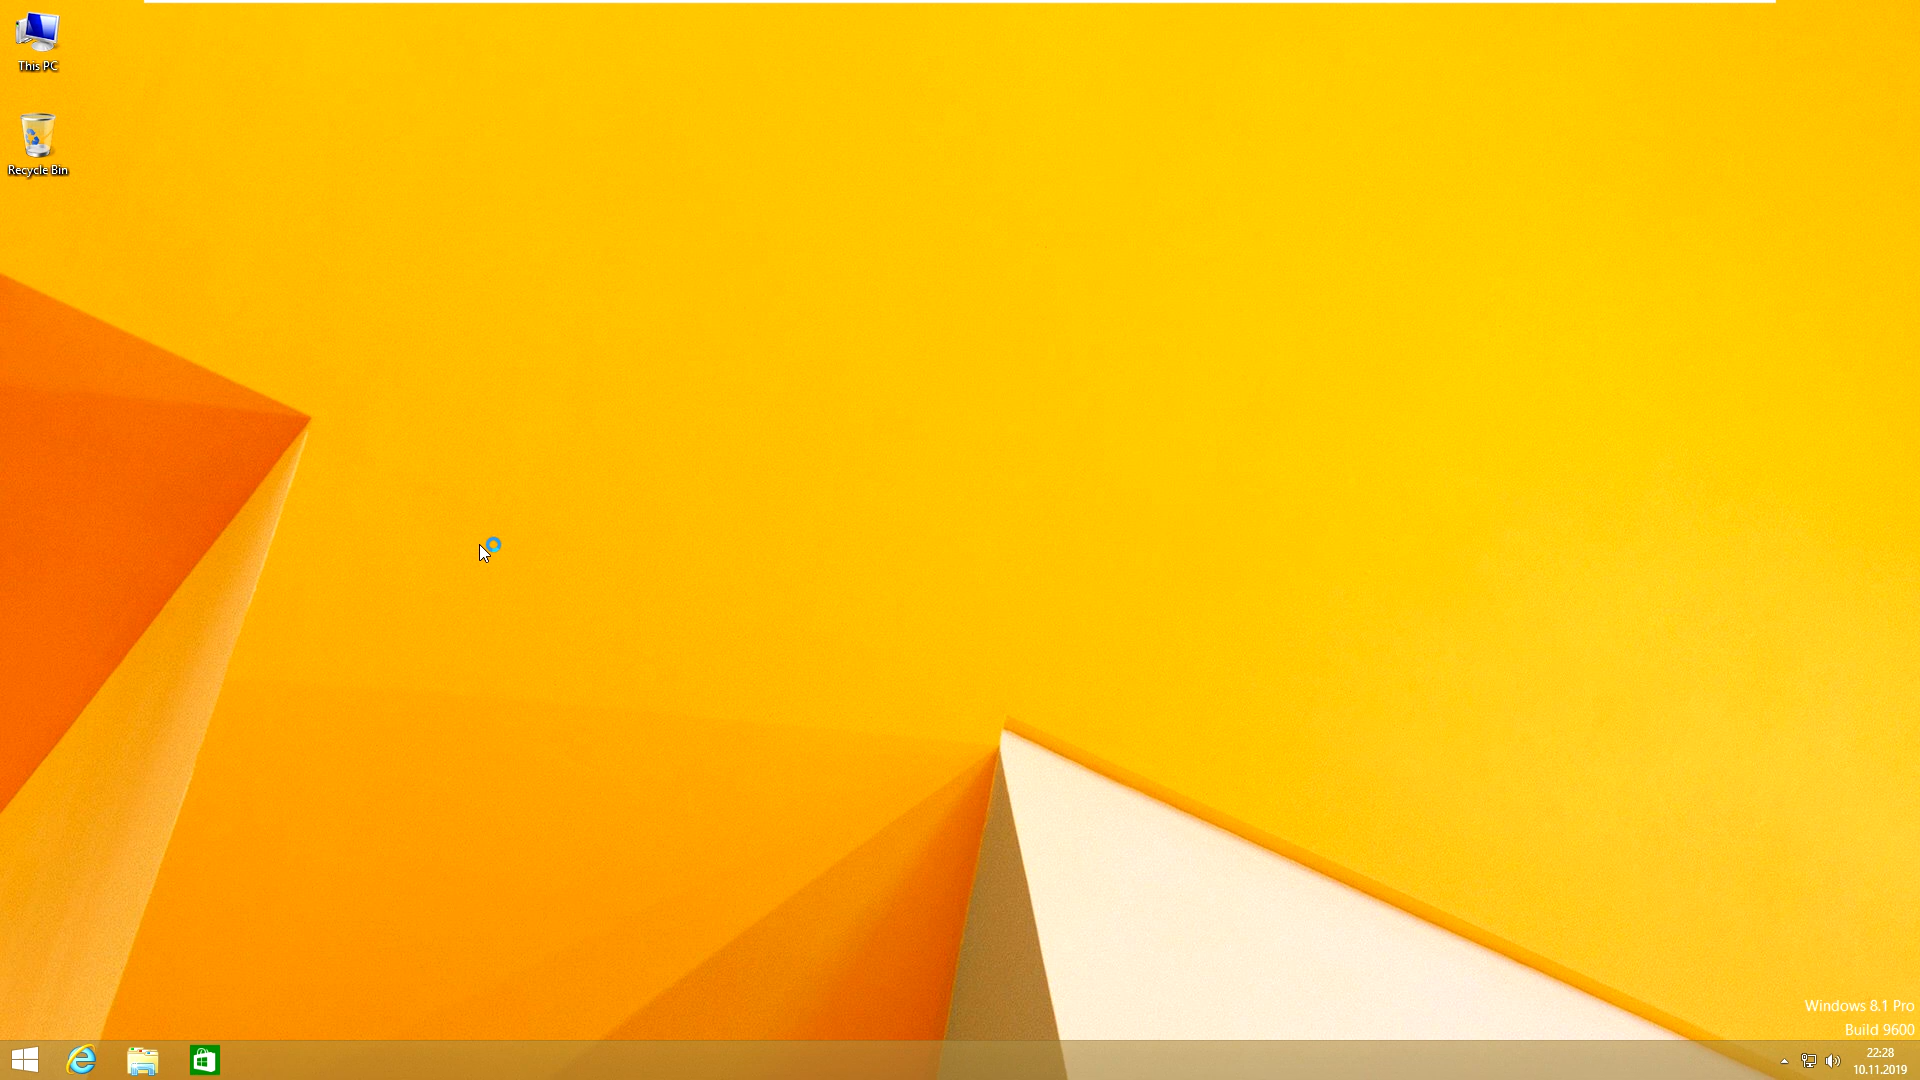 This PC
Recycle Bin
Windows 8.1 Pro
Build 9600
22:28
10.11.2019